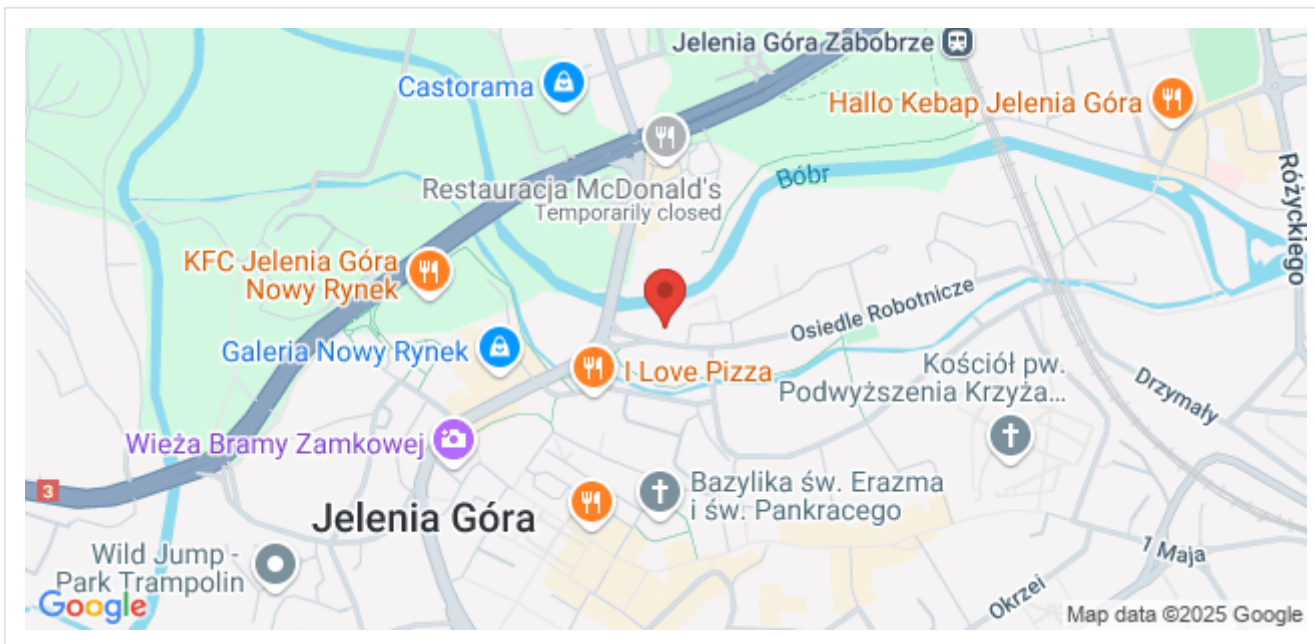 Jelenia Góra Zabobrze
Castorama
Hallo Kebap Jelenia Góra
Restauracja McDonald's
Temporarily closed
Bóbr
Różyckiego
KFC Jelenia Góra
Nowy Rynek
Osiedle Robotnicze
Galeria Nowy Rynek
I Love Pizza
Kościół pw.
Podwyższenia Krzyża...
Drzymały
Wieża Bramy Zamkowej
3
Bazylika św. Erazma
i św. Pankracego
Jelenia Góra
Wild Jump -
Park Trampolin
1 Maja
Okrzei
Google
Map data ©2025 Google